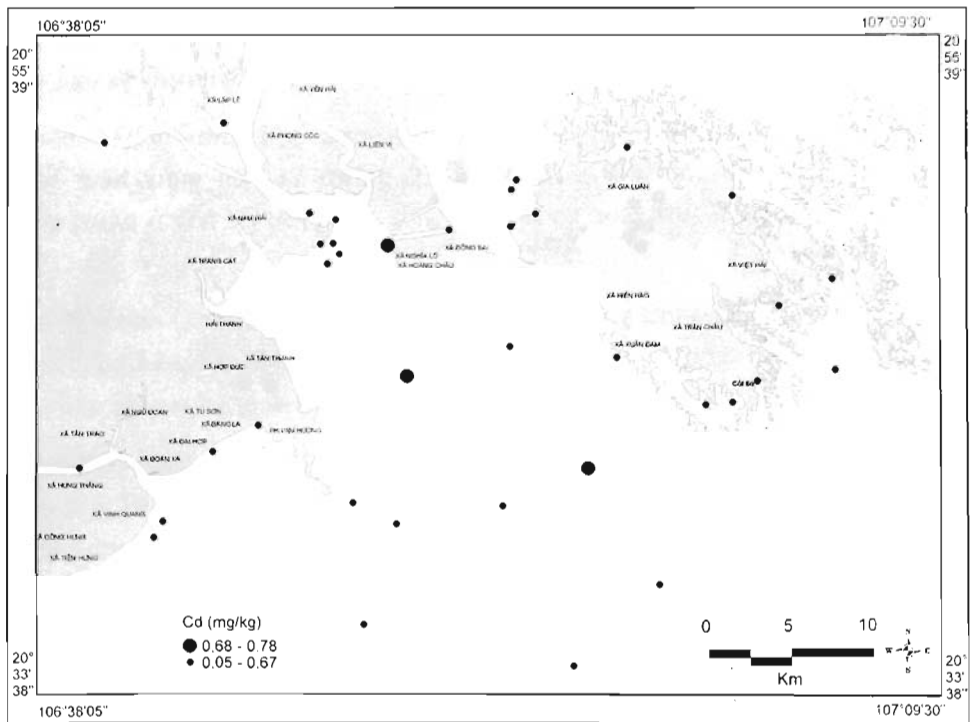 106°38'05"
107°09'30"
20°
55'
39"
20
55
39"
XÃ LẬP LỄ
XÃ YÊN HẢI
XÃ PHONG CỐC
XÃ LIÊN VỊ
XÃ GIA LUẬN
XÃ NAM HẢI
XÃ ĐỒNG BÀI
XÃ NGHĨA LỘ
XÃ HOÀNG CHÂU
XÃ TRÀNG CÁT
XÃ VIỆT HẢI
XÃ HIỀN HÀO
HẢI THÀNH
XÃ TRÂN CHÂU
XÃ XUÂN ĐÁM
XÃ TÂN THÀNH
XÃ HỢP ĐỨC
XÃ NGŨ ĐOAN
XÃ TÚ SƠN
XÃ BÀNG LA
XÃ TÂN TRÀO
XÃ ĐẠI HỢP
XÃ ĐOÀN XÁ
XÃ HÙNG THẮNG
XÃ VINH QUANG
XÃ ĐÔNG HƯNG
XÃ TIÊN HƯNG
Cd (mg/kg)
0.68 - 0.78
0.05 - 0.67
0 5 10
Km
N
W E
S
20°
33'
38"
20°
33'
38"
106°38'05"
107°09'30"